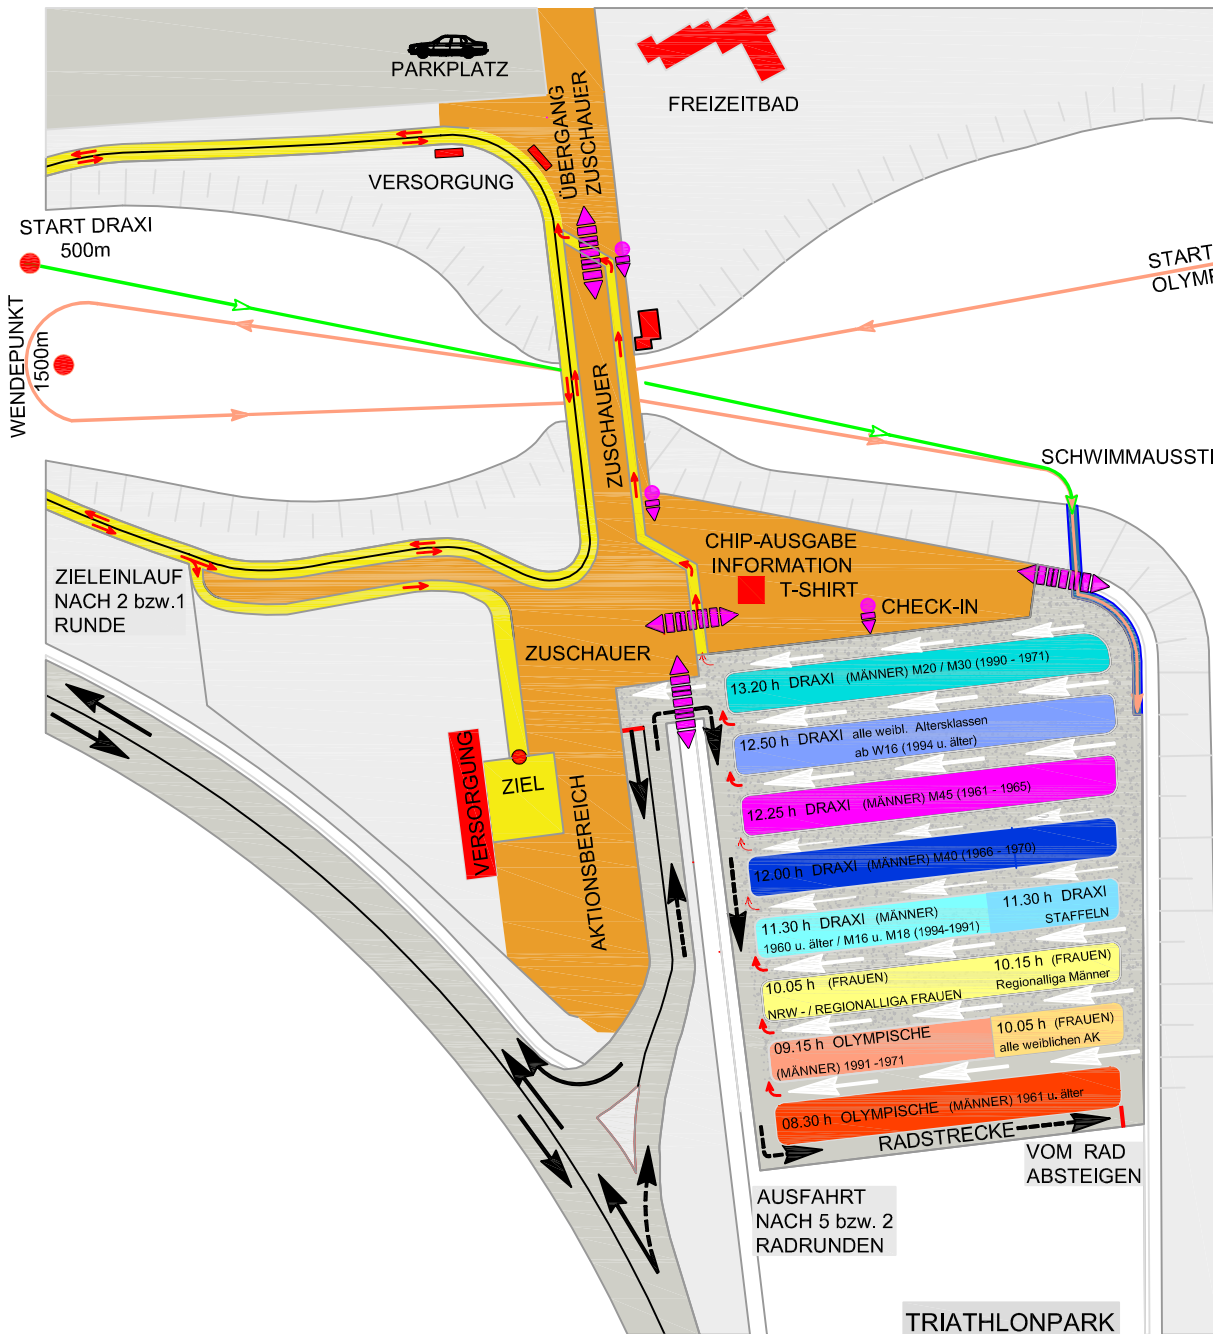 PARKPLATZ
FREIZEITBAD
ÜBERGANG
ZUSCHAUER
VERSORGUNG
START DRAXI
500m
START
WENDEPUNKT
1500m
ZUSCHAUER
CHIP-AUSGABE
INFORMATION
T-SHIRT
CHECK-IN
ZIELEINLAUF
NACH 2 bzw.1
RUNDE
ZUSCHAUER
13.20 h DRAXI (MÄNNER) M20 / M30 (1990 - 1971)
12.50 h DRAXI alle weibl. Altersklassen
ab W16 (1994 u. älter)
12.25 h DRAXI (MÄNNER) M45 (1961 - 1965)
12.00 h DRAXI (MÄNNER) M40 (1966 - 1970)
11.30 h DRAXI (MÄNNER)
1960 u. älter / M16 u. M18 (1994-1991)
11.30 h DRAXI
STAFFELN
10.05 h (FRAUEN)
NRW - / REGIONALLIGA FRAUEN
10.15 h (FRAUEN)
Regionalliga Männer
09.15 h OLYMPISCHE
(MÄNNER) 1991 -1971
10.05 h (FRAUEN)
alle weiblichen AK
08.30 h OLYMPISCHE (MÄNNER) 1961 u. älter
RADSTRECKE
VERSORGUNG
ZIEL
AKTIONSBEREICH
VOM RAD
ABSTEIGEN
AUSFAHRT
NACH 5 bzw. 2
RADRUNDEN
TRIATHLONPARK